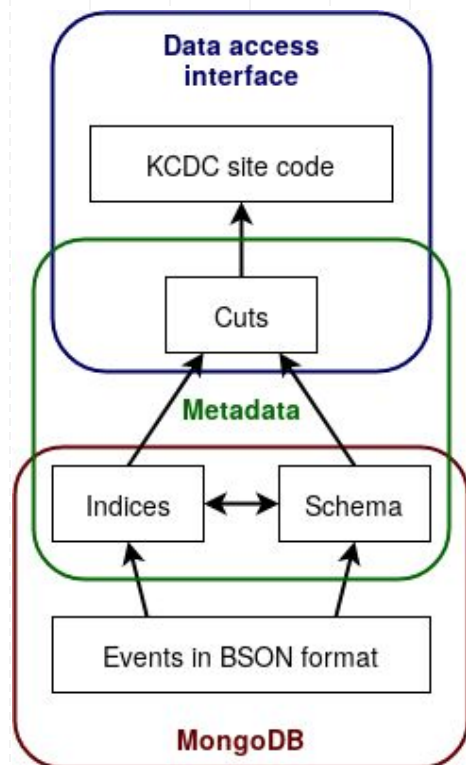 Data access
interface
KCDC site code
Cuts
Metadata
Indices
Schema
Events in BSON format
MongoDB